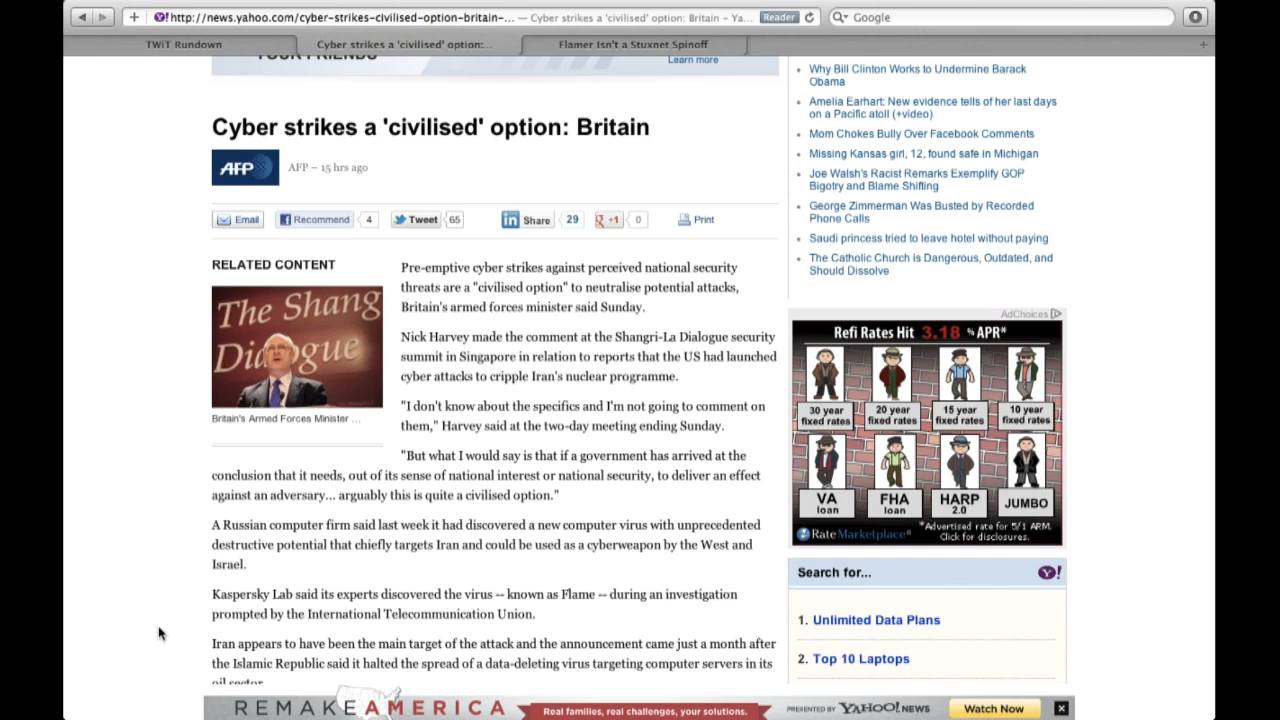 http://news.yahoo.com/cyber-strikes-civilised-option-britain-... — Cyber strikes a 'civilised' option: Britain – Ya... Reader
Google
TWiT Rundown
Cyber strikes a 'civilised' option:...
Flamer Isn't a Stuxnet Spinoff
YOUR FRIENDS
Learn more
Cyber strikes a 'civilised' option: Britain
AFP
AFP – 15 hrs ago
Email
Recommend 4
Tweet 65
in Share 29
+1 0
Print
RELATED CONTENT
The Shang
Dialogue
Britain's Armed Forces Minister ...
Pre-emptive cyber strikes against perceived national security
threats are a "civilised option" to neutralise potential attacks,
Britain's armed forces minister said Sunday.
Nick Harvey made the comment at the Shangri-La Dialogue security
summit in Singapore in relation to reports that the US had launched
cyber attacks to cripple Iran's nuclear programme.
"I don't know about the specifics and I'm not going to comment on
them," Harvey said at the two-day meeting ending Sunday.
"But what I would say is that if a government has arrived at the
conclusion that it needs, out of its sense of national interest or national security, to deliver an effect
against an adversary... arguably this is quite a civilised option."
A Russian computer firm said last week it had discovered a new computer virus with unprecedented
destructive potential that chiefly targets Iran and could be used as a cyberweapon by the West and
Israel.
Kaspersky Lab said its experts discovered the virus -- known as Flame -- during an investigation
prompted by the International Telecommunication Union.
Iran appears to have been the main target of the attack and the announcement came just a month after
the Islamic Republic said it halted the spread of a data-deleting virus targeting computer servers in its
oil sector.
Why Bill Clinton Works to Undermine Barack
Obama
Amelia Earhart: New evidence tells of her last days
on a Pacific atoll (+video)
Mom Chokes Bully Over Facebook Comments
Missing Kansas girl, 12, found safe in Michigan
Joe Walsh's Racist Remarks Exemplify GOP
Bigotry and Blame Shifting
George Zimmerman Was Busted by Recorded
Phone Calls
Saudi princess tried to leave hotel without paying
The Catholic Church is Dangerous, Outdated, and
Should Dissolve
AdChoices
Refi Rates Hit 3.18 % APR*
30 year fixed rates
20 year fixed rates
15 year fixed rates
10 year fixed rates
VA loan
FHA loan
HARP 2.0
JUMBO
RateMarketplace®
*Advertised rate for 5/1 ARM.
Click for disclosures.
Search for... Y!
1. Unlimited Data Plans
2. Top 10 Laptops
REMAKE AMERICA
Real families, real challenges, your solutions.
PRESENTED BY YAHOO! NEWS
Watch Now